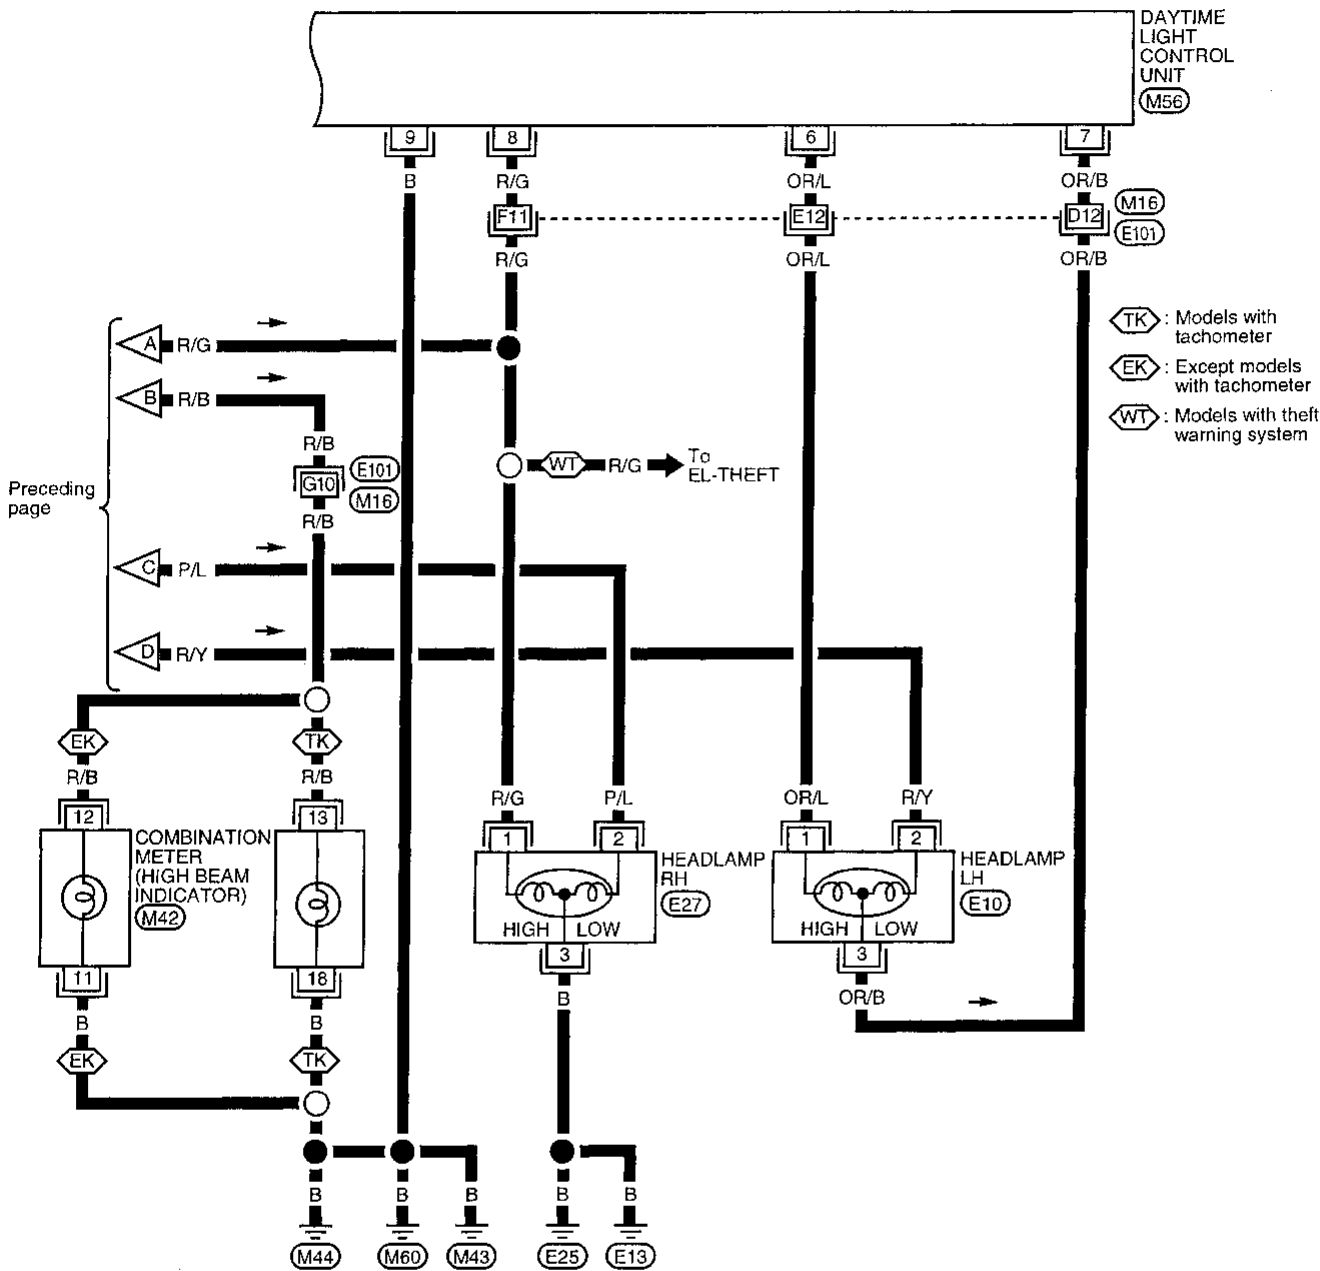 DAYTIME
LIGHT
CONTROL
UNIT
M56
9
8
6
7
B
R/G
OR/L
OR/B
F11
E12
D12
M16
E101
R/G
OR/L
OR/B
TK : Models with
tachometer
EK : Except models
with tachometer
WT : Models with theft
warning system
Preceding
page
A
R/G
B
R/B
R/B
G10
E101
M16
R/B
WT
R/G
To
EL-THEFT
C
P/L
D
R/Y
EK
TK
R/B
R/B
12
13
COMBINATION
METER
(HIGH BEAM
INDICATOR)
M42
11
18
B
B
EK
TK
R/G
P/L
1
2
HEADLAMP
RH
E27
HIGH
LOW
3
B
OR/L
R/Y
1
2
HEADLAMP
LH
E10
HIGH
LOW
3
OR/B
B
B
B
B
B
M44
M60
M43
E25
E13